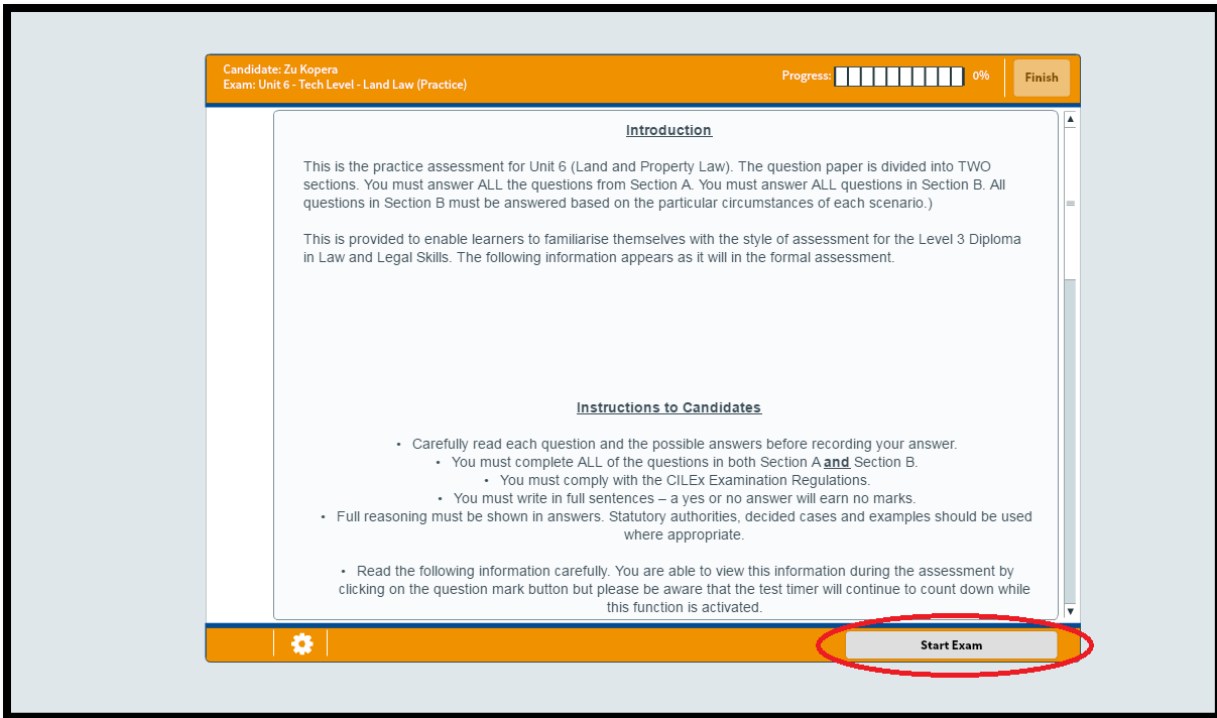 Candidate: Zu Kopera
Exam: Unit 6 - Tech Level - Land Law (Practice)
Progress: 0%
Finish
Introduction
This is the practice assessment for Unit 6 (Land and Property Law). The question paper is divided into TWO
sections. You must answer ALL the questions from Section A. You must answer ALL questions in Section B. All
questions in Section B must be answered based on the particular circumstances of each scenario.)
This is provided to enable learners to familiarise themselves with the style of assessment for the Level 3 Diploma
in Law and Legal Skills. The following information appears as it will in the formal assessment.
Instructions to Candidates
• Carefully read each question and the possible answers before recording your answer.
• You must complete ALL of the questions in both Section A and Section B.
• You must comply with the CILEx Examination Regulations.
• You must write in full sentences – a yes or no answer will earn no marks.
• Full reasoning must be shown in answers. Statutory authorities, decided cases and examples should be used
where appropriate.
• Read the following information carefully. You are able to view this information during the assessment by
clicking on the question mark button but please be aware that the test timer will continue to count down while
this function is activated.
Start Exam